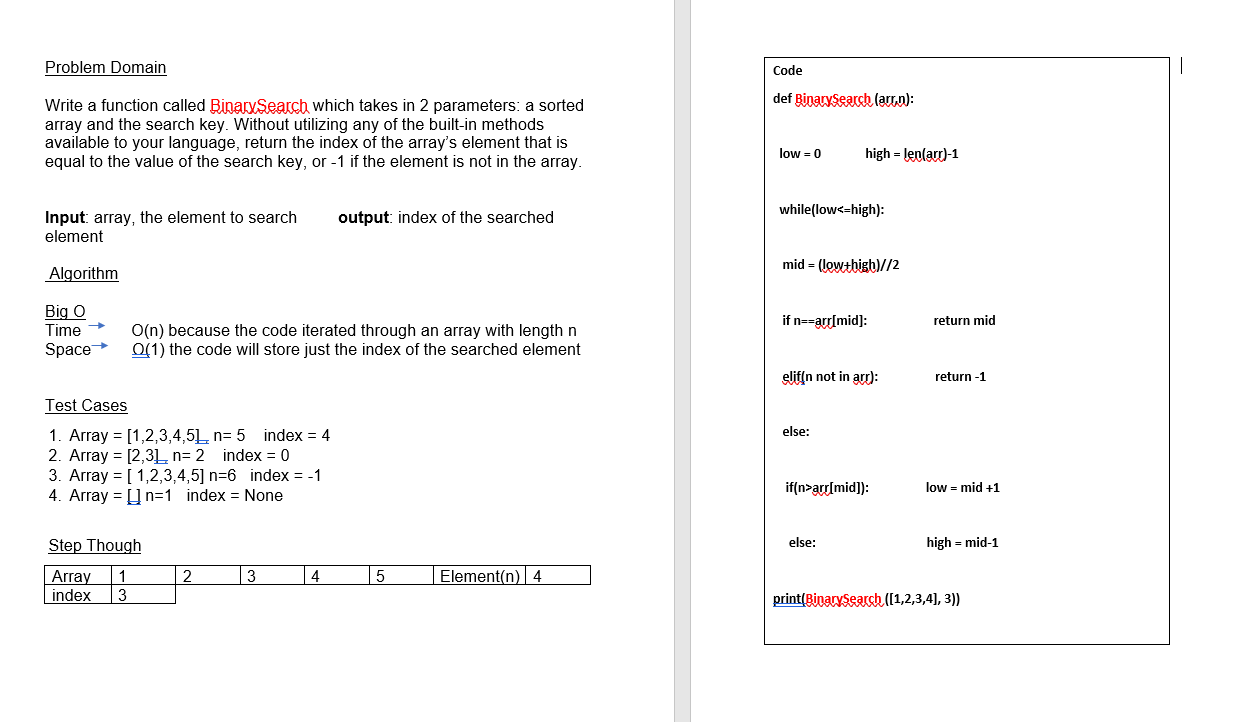 Problem Domain
Write a function called BinarySearch which takes in 2 parameters: a sorted
array and the search key. Without utilizing any of the built-in methods
available to your language, return the index of the array's element that is
equal to the value of the search key, or -1 if the element is not in the array.
Input: array, the element to search output: index of the searched
element
Algorithm
Big O
Time O(n) because the code iterated through an array with length n
Space O(1) the code will store just the index of the searched element
Test Cases
1. Array = [1,2,3,4,5] n= 5 index = 4
2. Array = [2,3] n= 2 index = 0
3. Array = [ 1,2,3,4,5] n=6 index = -1
4. Array = [] n=1 index = None
Step Though
Array 1 2 3 4 5 Element(n) 4
index 3
Code
def BinarySearch (arr,n):
low = 0 high = len(arr)-1
while(low<=high):
mid = (low+high)//2
if n==arr[mid]: return mid
elif(n not in arr): return -1
else:
if(n>arr[mid]): low = mid +1
else: high = mid-1
print(BinarySearch ([1,2,3,4], 3))